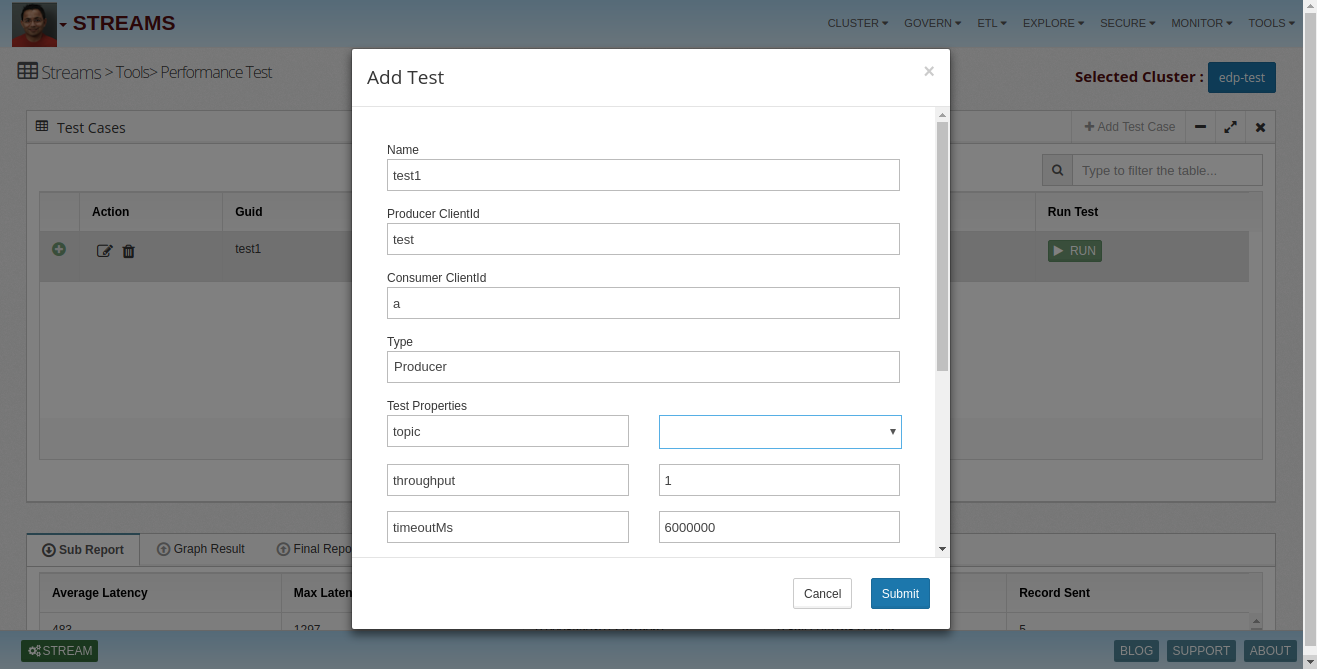 STREAMS
CLUSTER GOVERN ETL EXPLORE SECURE MONITOR TOOLS
Streams > Tools> Performance Test
Selected Cluster : edp-test
Add Test ×
Test Cases
Add Test Case
Type to filter the table...
Action Guid Run Test
test1 RUN
Name
test1
Producer ClientId
test
Consumer ClientId
a
Type
Producer
Test Properties
topic
throughput 1
timeoutMs 6000000
Cancel Submit
Sub Report Graph Result Final Repo
Average Latency Max Laten Record Sent
483 1297 5
STREAM BLOG SUPPORT ABOUT